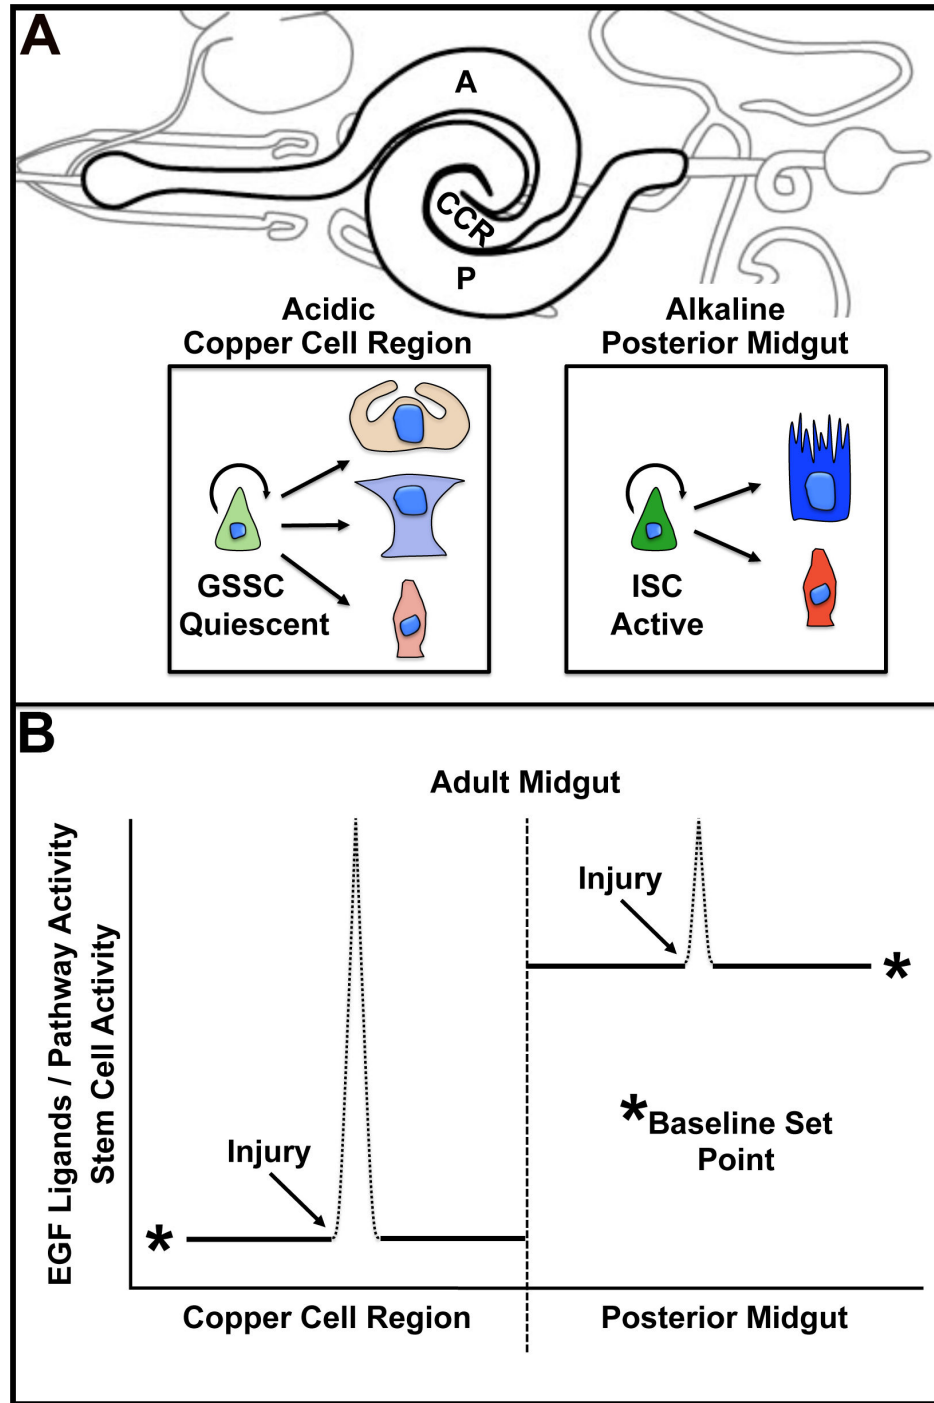 A
A
CCR
P
Acidic
Copper Cell Region
Alkaline
Posterior Midgut
GSSC
Quiescent
ISC
Active
B
Adult Midgut
EGF Ligands / Pathway Activity
Stem Cell Activity
Injury
Injury
*
*
*Baseline Set
Point
Copper Cell Region
Posterior Midgut